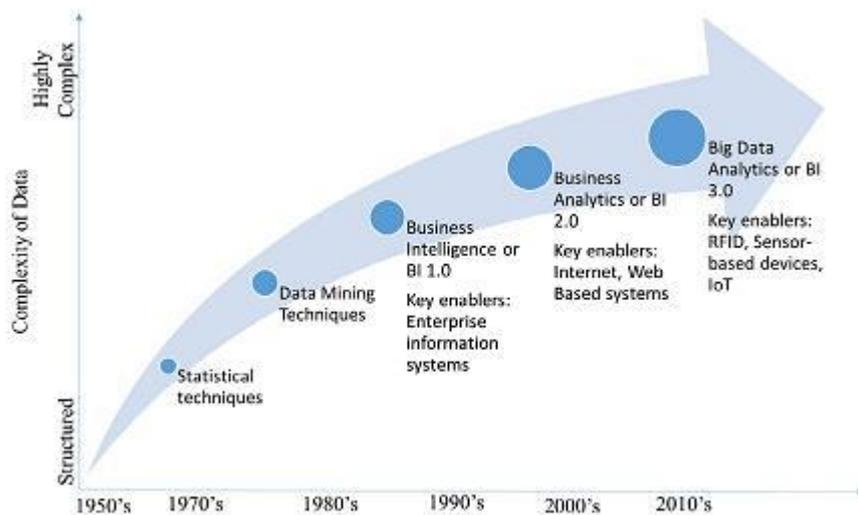 Highly
Complex
Complexity of Data
Structured
Big Data
Analytics or BI
3.0
Key enablers:
RFID, Sensor-
based devices,
IoT
Business
Analytics or BI
2.0
Key enablers:
Internet, Web
Based systems
Business
Intelligence or
BI 1.0
Key enablers:
Enterprise
information
systems
Data Mining
Techniques
Statistical
techniques
1950's
1970's
1980's
1990's
2000's
2010's